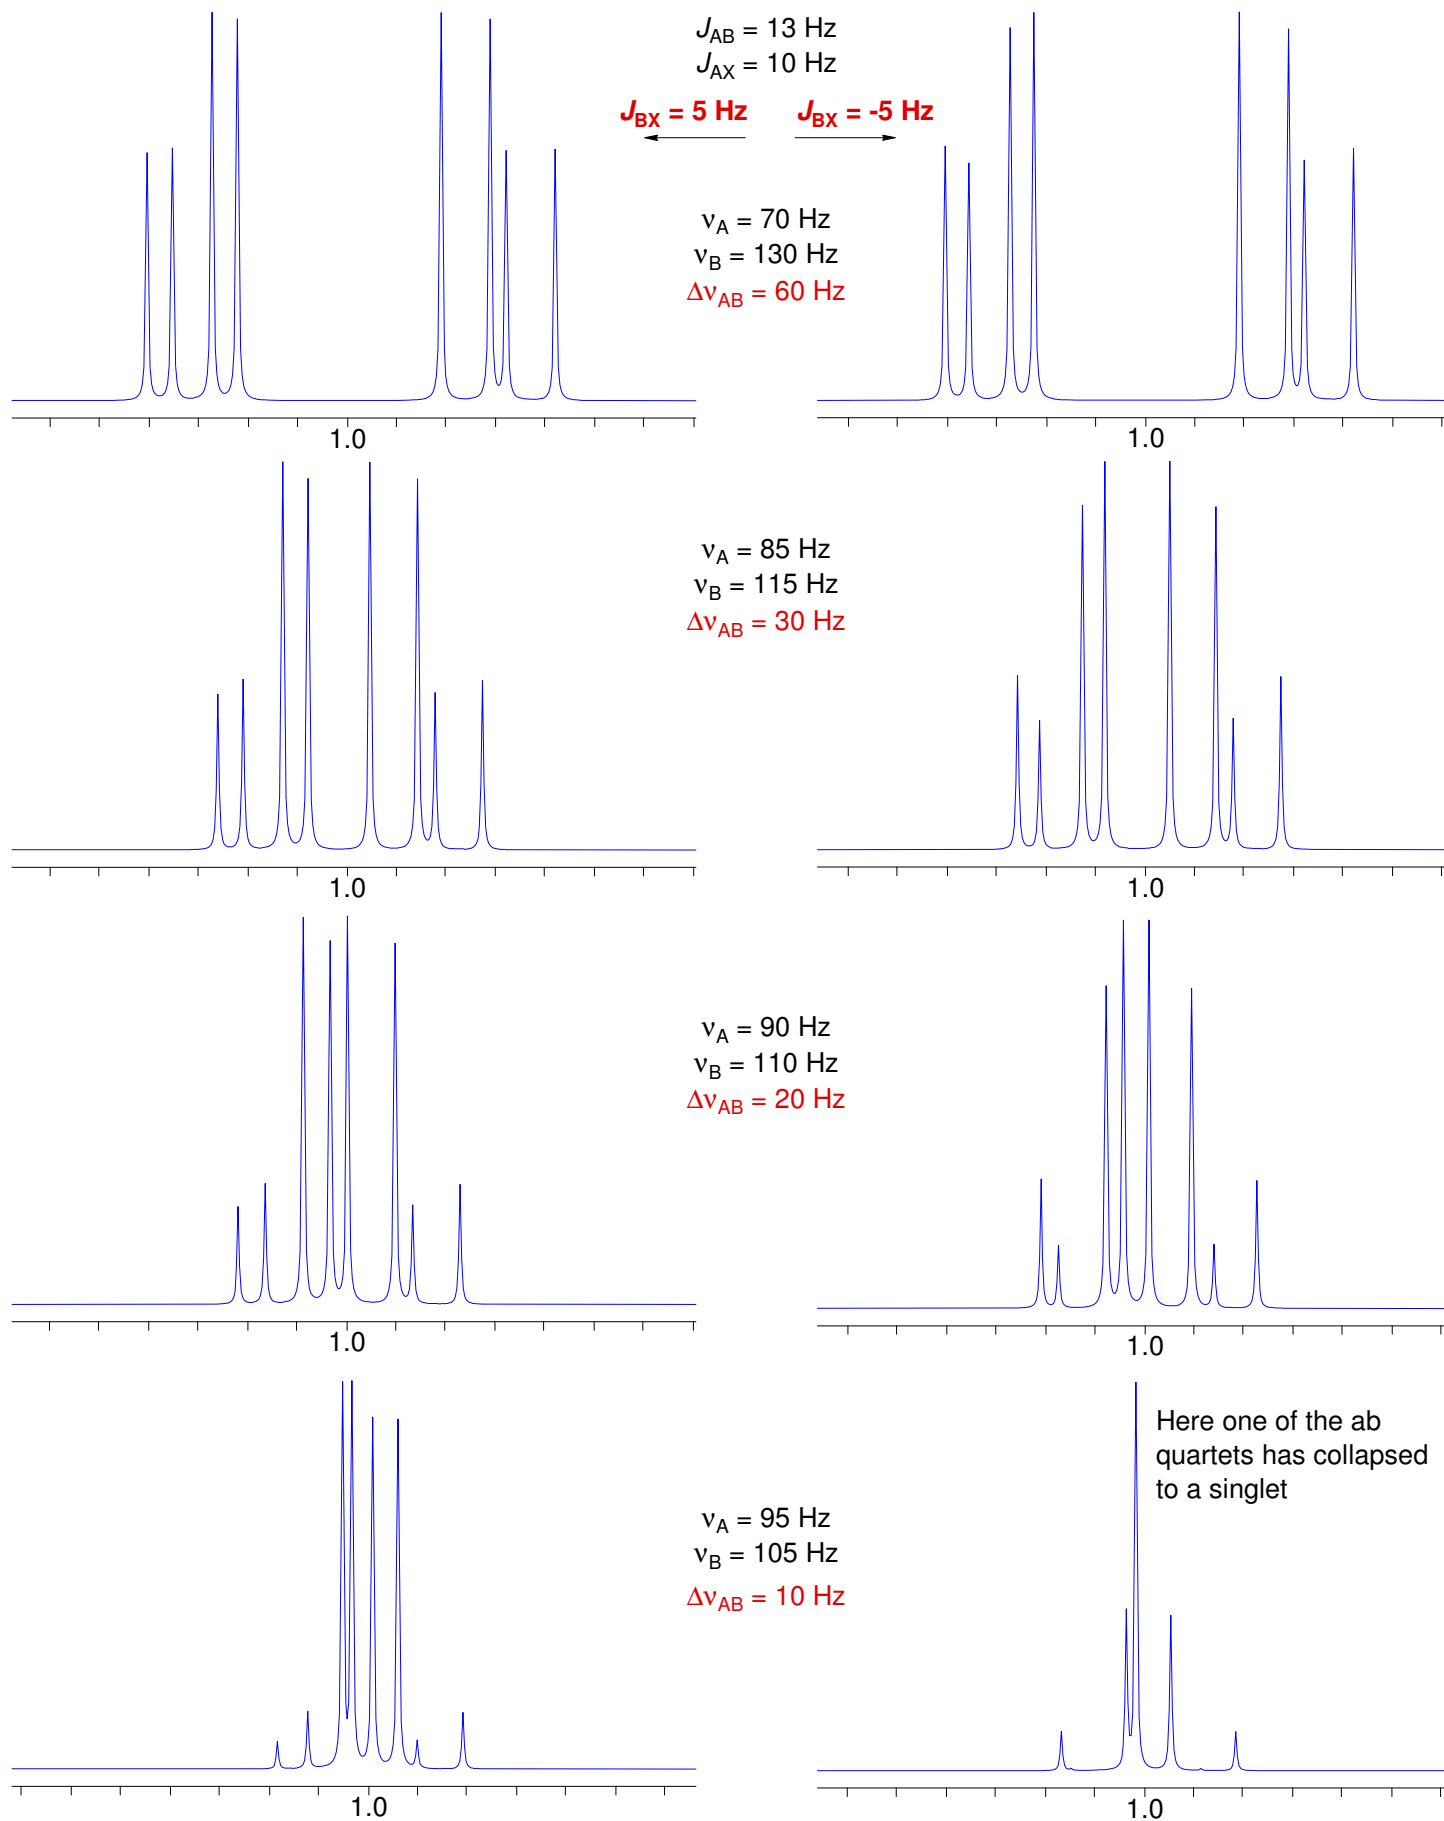 J_AB = 13 Hz
J_AX = 10 Hz
J_BX = 5 Hz
J_BX = -5 Hz
ν_A = 70 Hz
ν_B = 130 Hz
Δν_AB = 60 Hz
1.0
1.0
ν_A = 85 Hz
ν_B = 115 Hz
Δν_AB = 30 Hz
1.0
1.0
ν_A = 90 Hz
ν_B = 110 Hz
Δν_AB = 20 Hz
1.0
1.0
Here one of the ab
quartets has collapsed
to a singlet
ν_A = 95 Hz
ν_B = 105 Hz
Δν_AB = 10 Hz
1.0
1.0